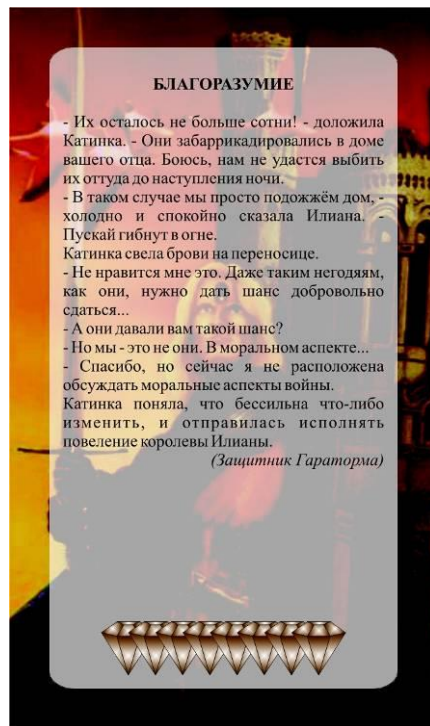 БЛАГОРАЗУМИЕ
- Их осталось не больше сотни! - доложила
Катинка. - Они забаррикадировались в доме
вашего отца. Боюсь, нам не удастся выбить
их оттуда до наступления ночи.
- В таком случае мы просто подожжём дом, -
холодно и спокойно сказала Илиана. -
Пускай гибнут в огне.
Катинка свела брови на переносице.
- Не нравится мне это. Даже таким негодяям,
как они, нужно дать шанс добровольно
сдаться...
- А они давали вам такой шанс?
- Но мы - это не они. В моральном аспекте...
- Спасибо, но сейчас я не расположена
обсуждать моральные аспекты войны.
Катинка поняла, что бессильна что-либо
изменить, и отправилась исполнять
повеление королевы Илианы.
(Защитник Гараторма)